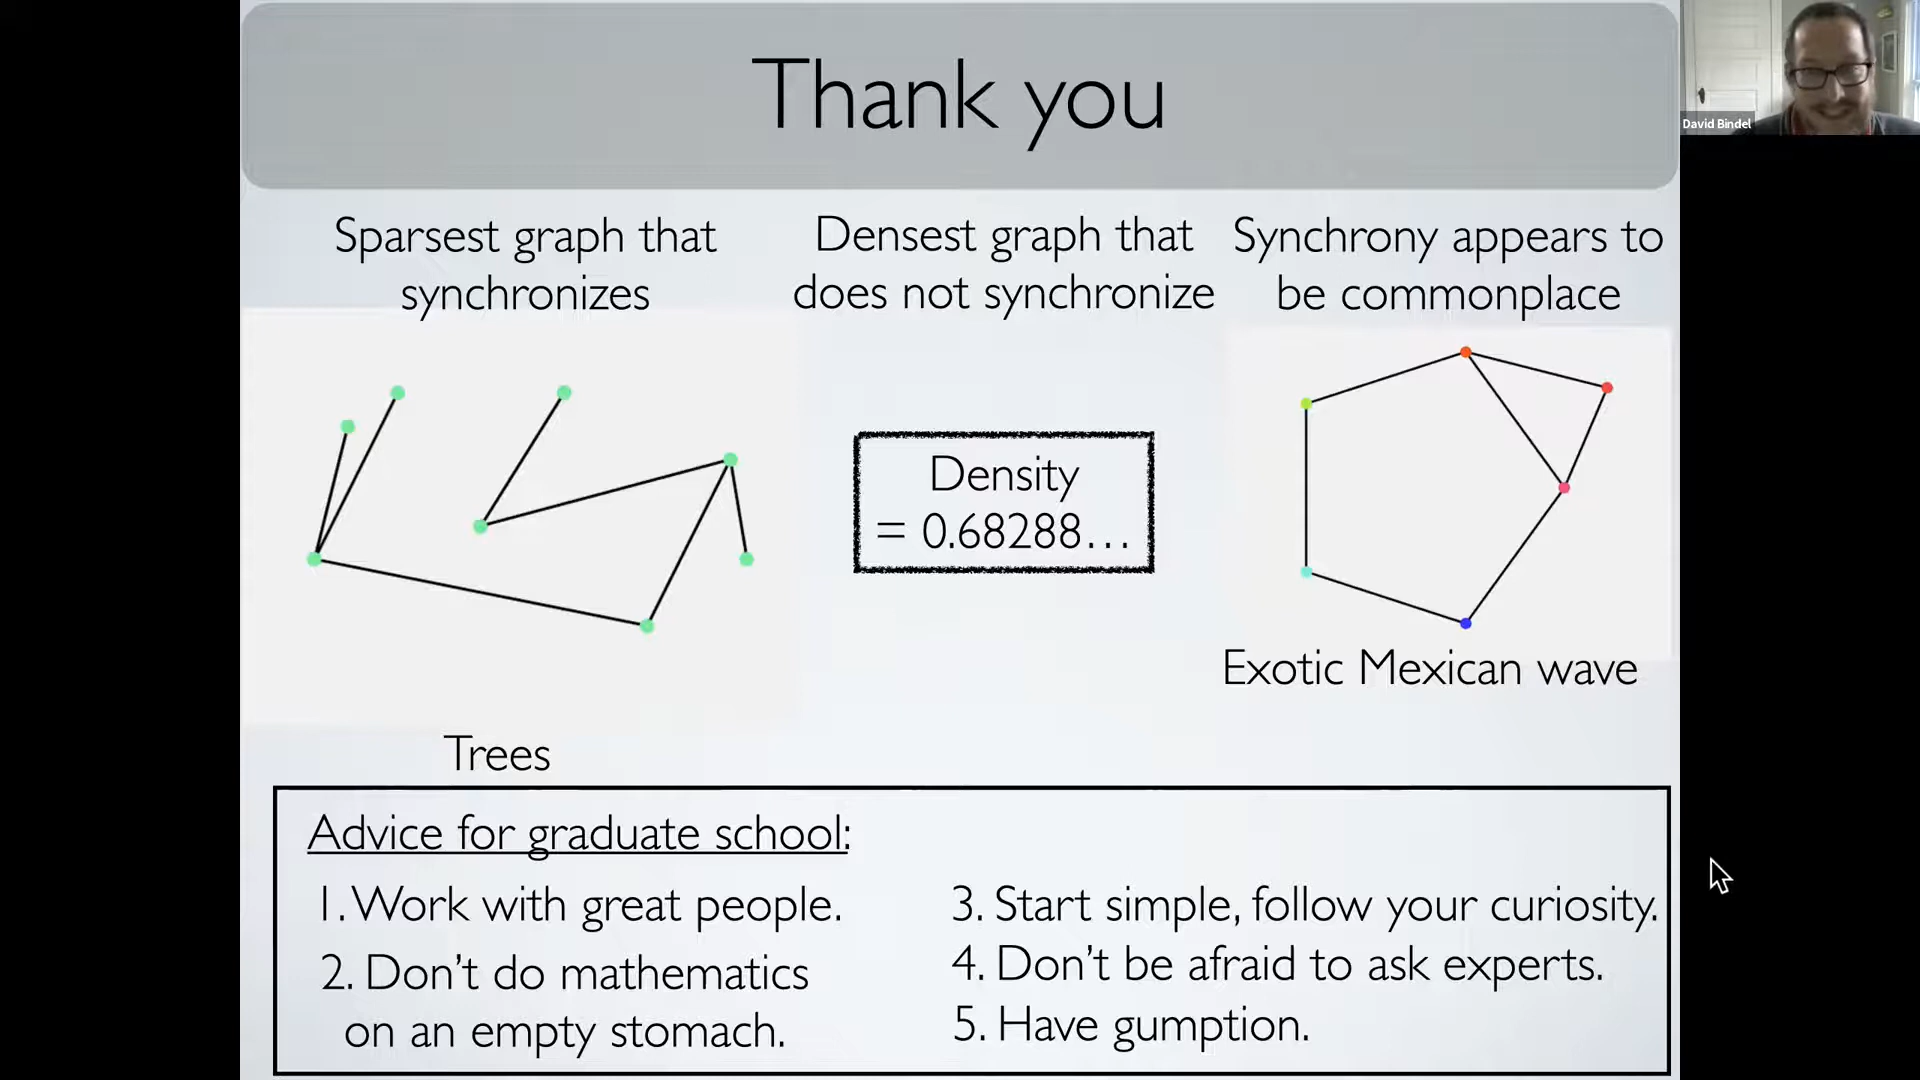 Thank you
David Bindel
Sparsest graph that
synchronizes
Densest graph that
does not synchronize
Synchrony appears to
be commonplace
Density
= 0.68288...
Exotic Mexican wave
Trees
Advice for graduate school:
1. Work with great people.
2. Don't do mathematics
on an empty stomach.
3. Start simple, follow your curiosity.
4. Don't be afraid to ask experts.
5. Have gumption.